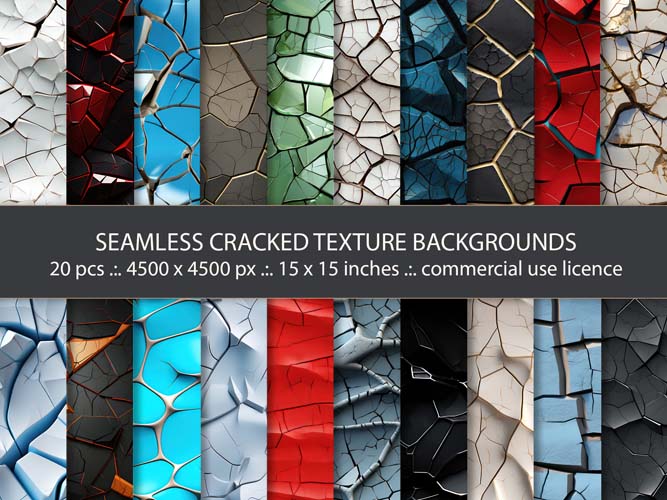 SEAMLESS CRACKED TEXTURE BACKGROUNDS
20 pcs .:. 4500 x 4500 px .:. 15 x 15 inches .:. commercial use licence